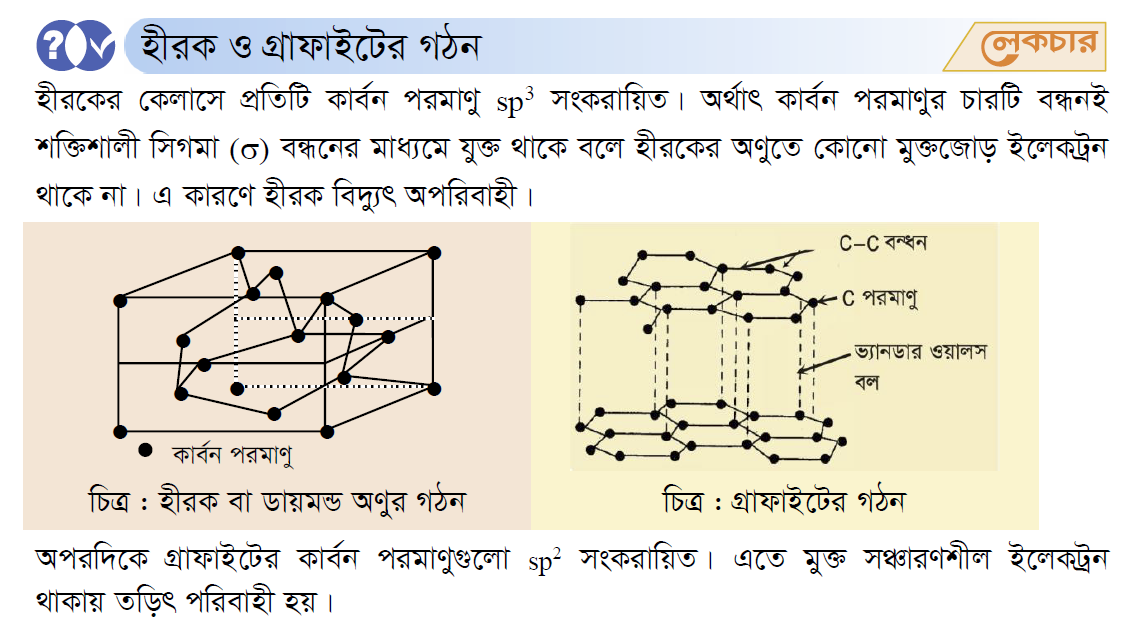 হীরক ও গ্রাফাইটের গঠন
লেকচার
হীরকের কেলাসে প্রতিটি কার্বন পরমাণু sp³ সংকরায়িত। অর্থাৎ কার্বন পরমাণুর চারটি বন্ধনই
শক্তিশালী সিগমা (σ) বন্ধনের মাধ্যমে যুক্ত থাকে বলে হীরকের অণুতে কোনো মুক্তজোড় ইলেকট্রন
থাকে না। এ কারণে হীরক বিদ্যুৎ অপরিবাহী।
কার্বন পরমাণু
চিত্র : হীরক বা ডায়মন্ড অণুর গঠন
C–C বন্ধন
C পরমাণু
ভ্যানডার ওয়ালস
বল
চিত্র : গ্রাফাইটের গঠন
অপরদিকে গ্রাফাইটের কার্বন পরমাণুগুলো sp² সংকরায়িত। এতে মুক্ত সঞ্চারণশীল ইলেকট্রন
থাকায় তড়িৎ পরিবাহী হয়।